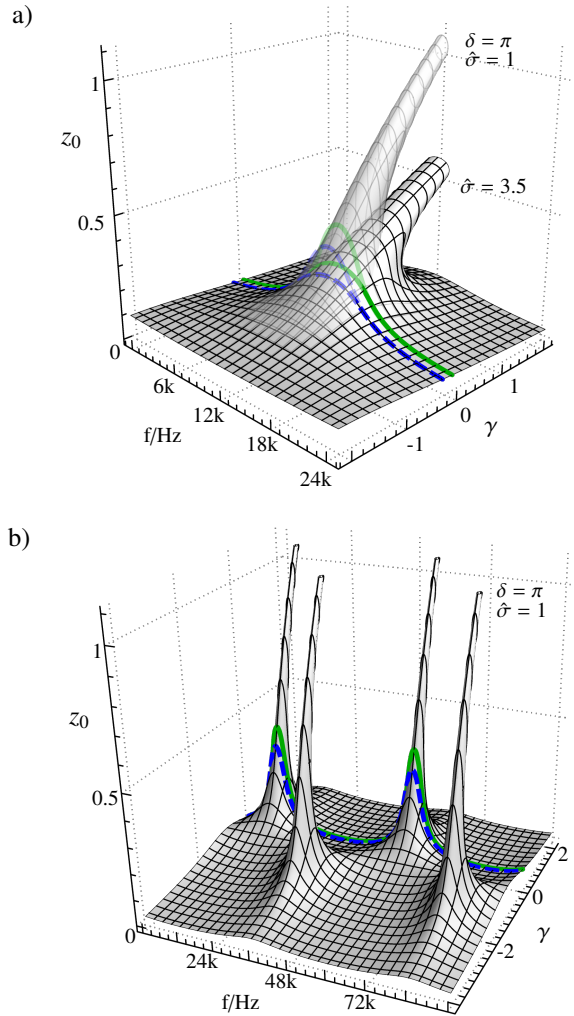 a)
δ = π
σ̂ = 1
1
z₀
σ̂ = 3.5
0.5
0
6k
12k
18k
24k
f/Hz
-1
0
1
γ
b)
δ = π
σ̂ = 1
1
z₀
0.5
0
24k
48k
72k
f/Hz
-2
0
2
γ